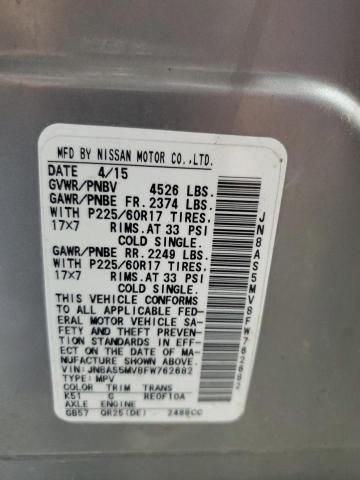 MFD BY NISSAN MOTOR CO.,LTD.
DATE 4/15
GVWR/PNBV 4526 LBS.
GAWR/PNBE FR. 2374 LBS.
WITH P225/60R17 TIRES,
17X7 RIMS,AT 33 PSI
COLD SINGLE.
GAWR/PNBE RR. 2249 LBS.
WITH P225/60R17 TIRES,
17X7 RIMS,AT 33 PSI
COLD SINGLE.
THIS VEHICLE CONFORMS
TO ALL APPLICABLE FED-
ERAL MOTOR VEHICLE
SAFETY AND THEFT PREVEN-
TION STANDARDS IN EFF-
ECT ON THE DATE OF MA-
NUFACTURE SHOWN ABOVE.
VIN: JN8AS5MV8FW762682
TYPE: MPV
COLOR TRIM TRANS
K51 G RE0F10A
AXLE ENGINE
GB57 QR25(DE) 2488CC
JN8AS5MV8FW762682